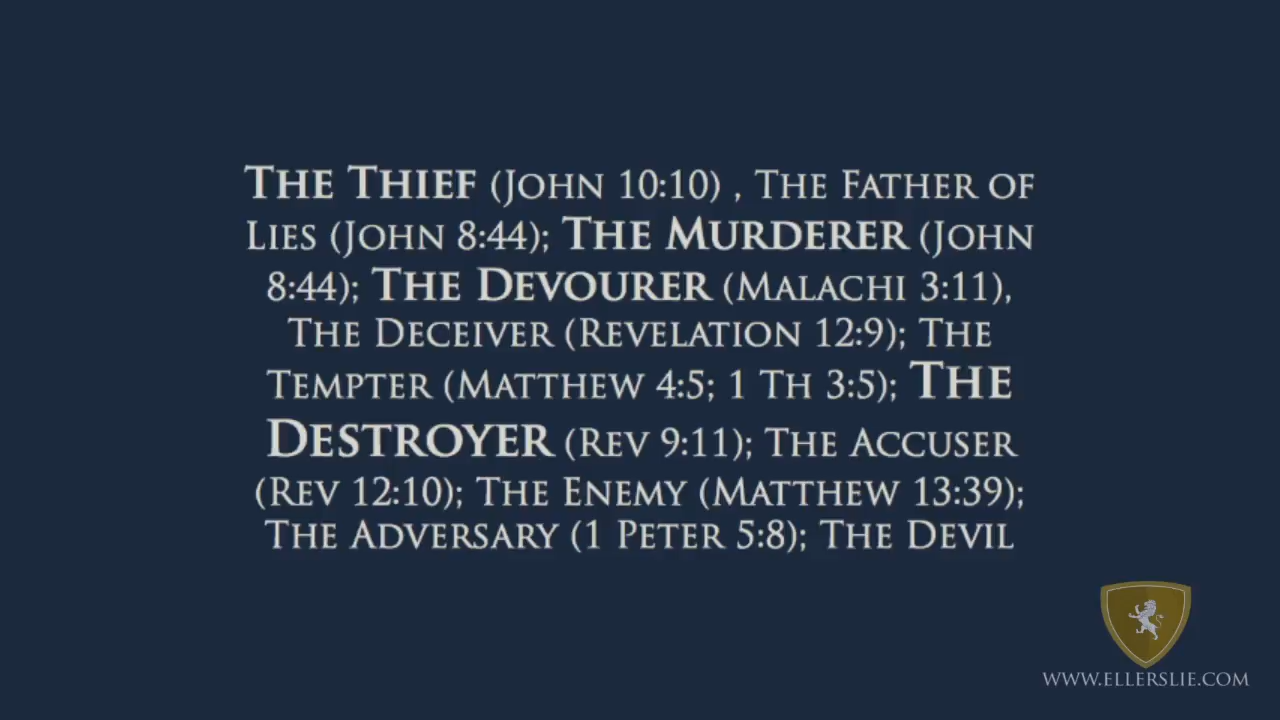 THE THIEF (JOHN 10:10) , THE FATHER OF
LIES (JOHN 8:44); THE MURDERER (JOHN
8:44); THE DEVOURER (MALACHI 3:11),
THE DECEIVER (REVELATION 12:9); THE
TEMPTER (MATTHEW 4:5; 1 TH 3:5); THE
DESTROYER (REV 9:11); THE ACCUSER
(REV 12:10); THE ENEMY (MATTHEW 13:39);
THE ADVERSARY (1 PETER 5:8); THE DEVIL
WWW.ELLERSLIE.COM